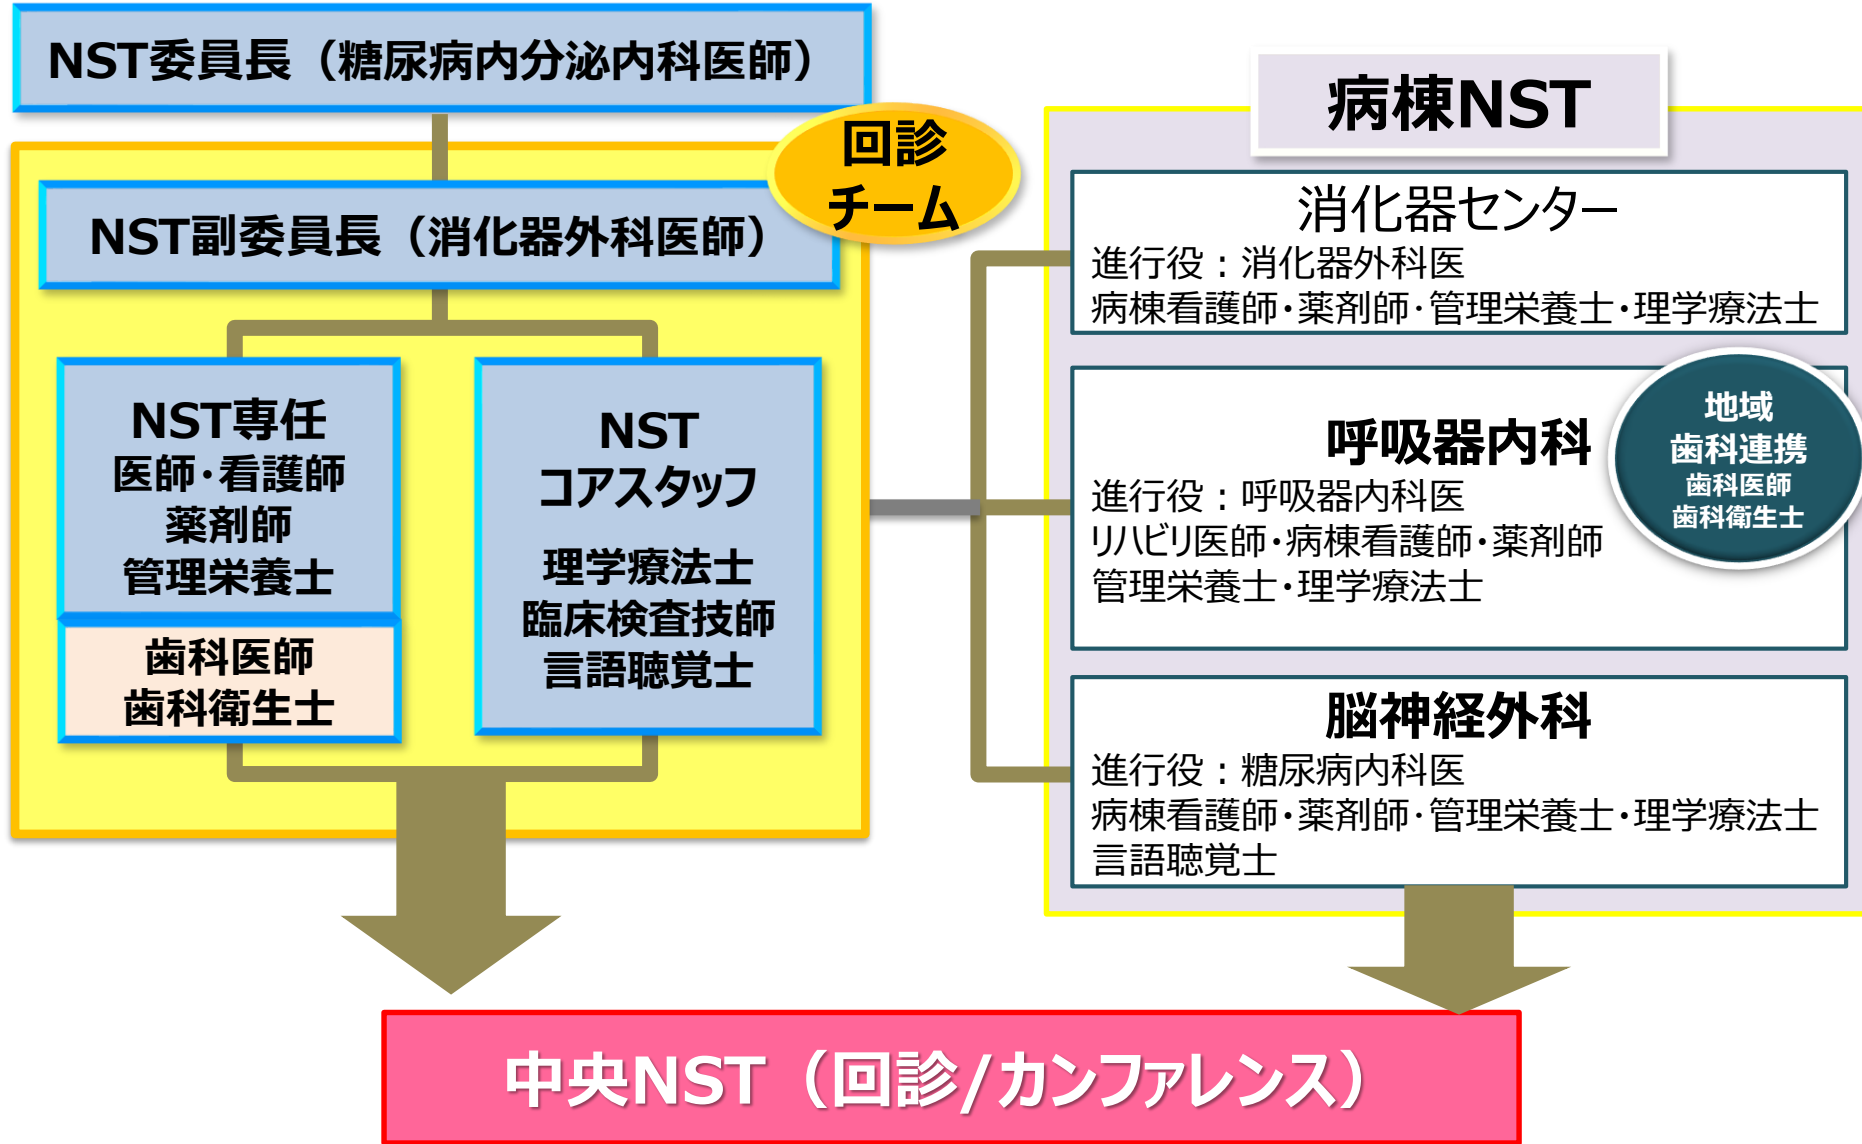 NST委員長（糖尿病内分泌内科医師）
回診
チーム
NST副委員長（消化器外科医師）
NST専任
医師・看護師
薬剤師
管理栄養士
歯科医師
歯科衛生士
NST
コアスタッフ
理学療法士
臨床検査技師
言語聴覚士
病棟NST
消化器センター
進行役：消化器外科医
病棟看護師・薬剤師・管理栄養士・理学療法士
呼吸器内科
進行役：呼吸器内科医
リハビリ医師・病棟看護師・薬剤師
管理栄養士・理学療法士
地域
歯科連携
歯科医師
歯科衛生士
脳神経外科
進行役：糖尿病内科医
病棟看護師・薬剤師・管理栄養士・理学療法士
言語聴覚士
中央NST（回診/カンファレンス）